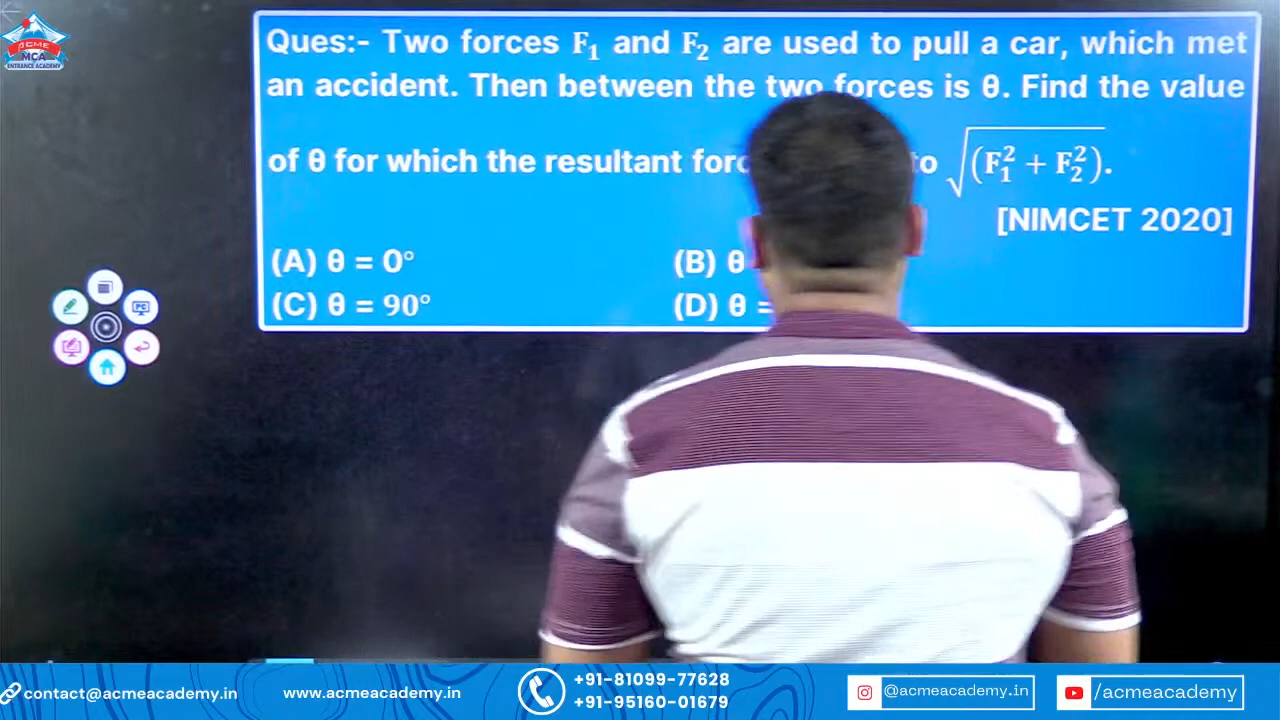 ACME
MCA
ENTRANCE ACADEMY
Ques:- Two forces F₁ and F₂ are used to pull a car, which met
an accident. Then between the two forces is θ. Find the value
of θ for which the resultant to √(F₁² + F₂²).
[NIMCET 2020]
(A) θ = 0° (B) θ
(C) θ = 90° (D) θ =
PC
contact@acmeacademy.in www.acmeacademy.in +91-81099-77628 @acmeacademy.in /acmeacademy
+91-95160-01679